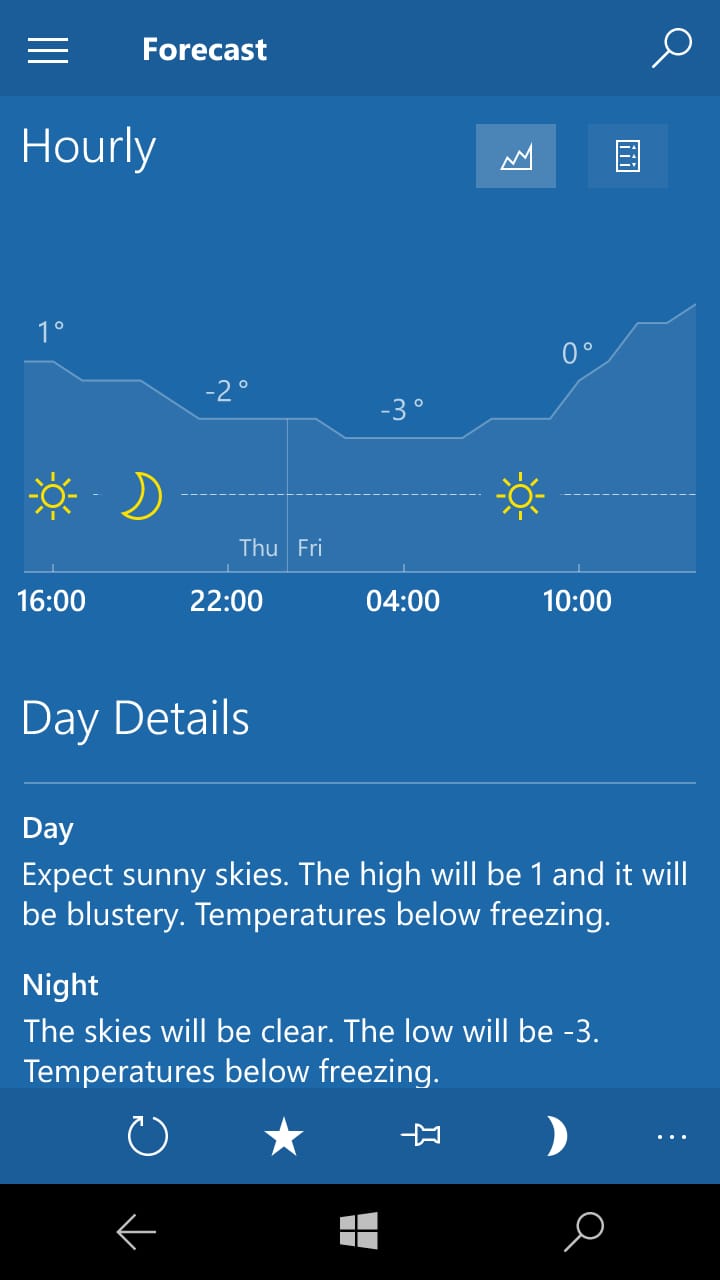 Forecast
Hourly
1°
-2°
-3°
0°
Thu Fri
16:00 22:00 04:00 10:00
Day Details
Day
Expect sunny skies. The high will be 1 and it will
be blustery. Temperatures below freezing.
Night
The skies will be clear. The low will be -3.
Temperatures below freezing.